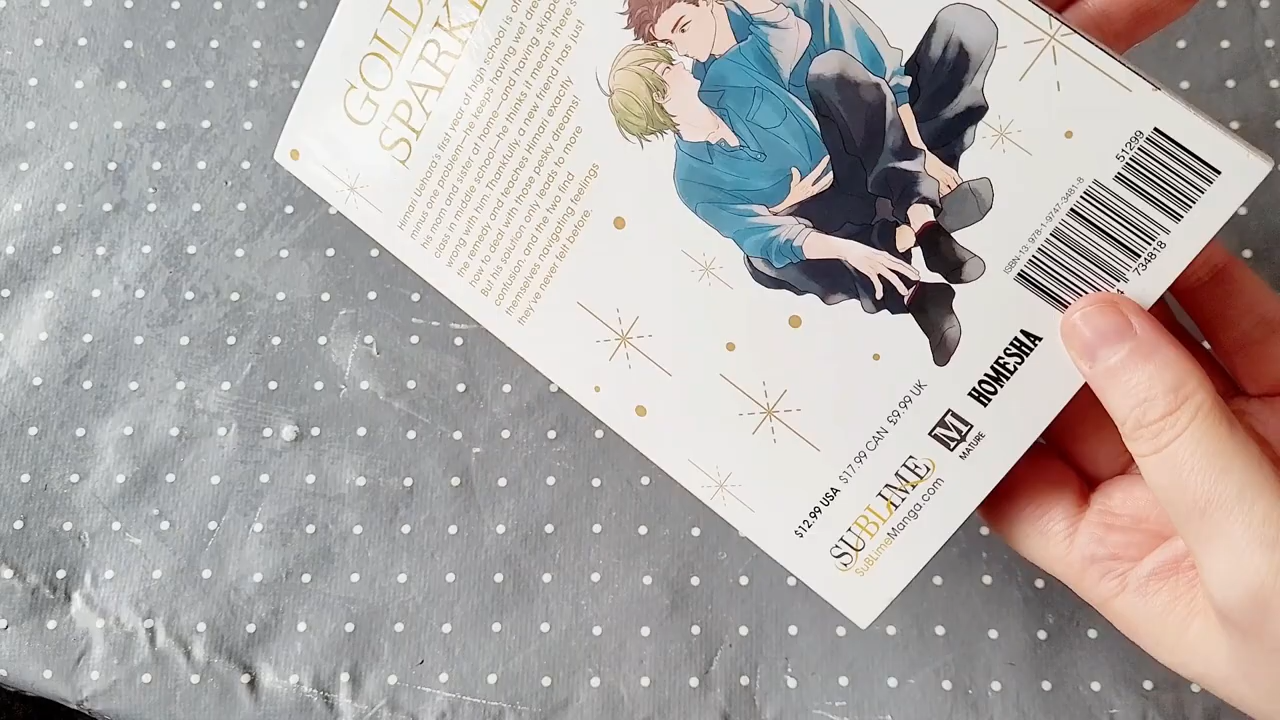 GOLD
SPARK
Himari Uehara's first year of high school is off
minus one problem—he keeps having wet dre
his mom and sister at home—and having skippe
class in middle school—he thinks it means there's
wrong with him. Thankfully, a new friend has just
the remedy and teaches Himari exactly
how to deal with those pesky dreams!
But his solution only leads to more
confusion, and the two find
themselves navigating feelings
they've never felt before.
51299
ISBN-13: 978-1-9747-3481-8
734818
$12.99 USA $17.99 CAN £9.99 UK
M
MATURE
HOMESHA
SUBLIME
SuBLimeManga.com